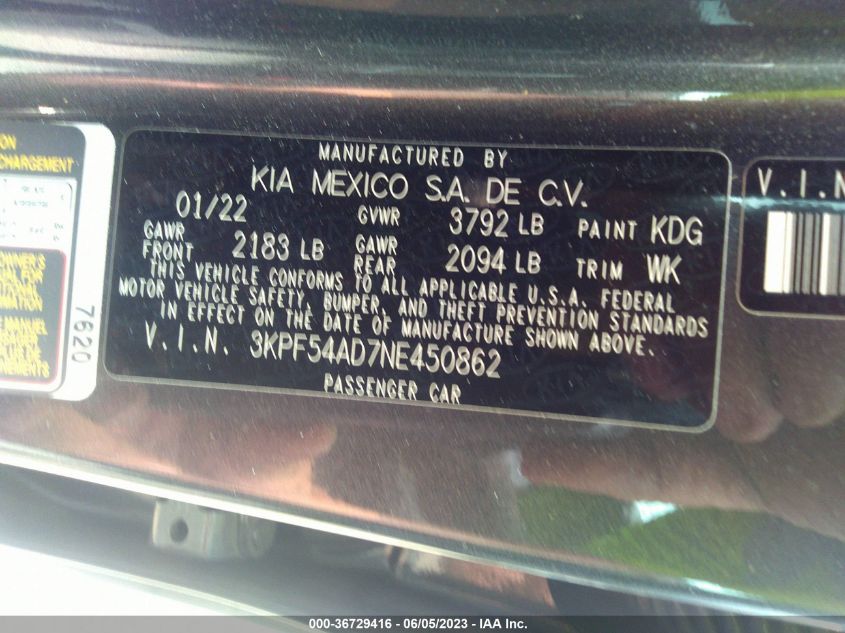 MANUFACTURED BY
KIA MEXICO S.A. DE C.V.
01/22 GVWR 3792 LB PAINT KDG
GAWR FRONT 2183 LB GAWR REAR 2094 LB TRIM WK
THIS VEHICLE CONFORMS TO ALL APPLICABLE U.S.A. FEDERAL
MOTOR VEHICLE SAFETY, BUMPER, AND THEFT PREVENTION STANDARDS
IN EFFECT ON THE DATE OF MANUFACTURE SHOWN ABOVE.
V.I.N. 3KPF54AD7NE450862
PASSENGER CAR
CHARGEMENT
7620
V.I.N
000-36729416 - 06/05/2023 - IAA Inc.